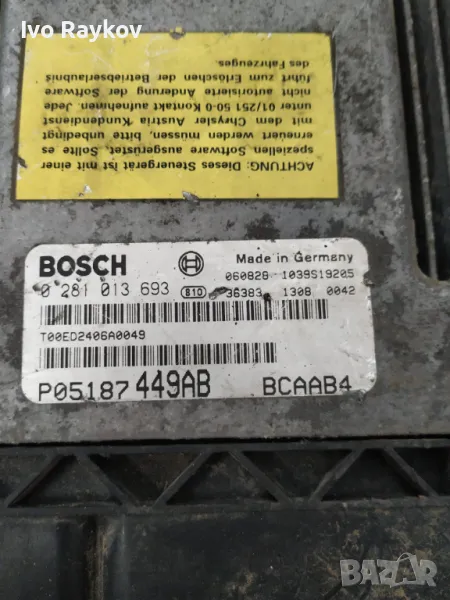 Ivo Raykov
ACHTUNG: Dieses Steuergerät ist mit einer
speziellen Software ausgerüstet. Sollte es
erneuert werden müssen, bitte unbedingt
mit dem Chrysler Austria Kundendienst
unter 01/251 50-0 Kontakt aufnehmen. Jede
nicht autorisierte Änderung der Software
führt zum Erlöschen der Betriebserlaubnis
des Fahrzeuges.
BOSCH
Made in Germany
060828 1039S19205
0 281 013 693 810 36383 1308 0042
T00ED2406A0049
P05187449AB BCAAB4
BAZAR